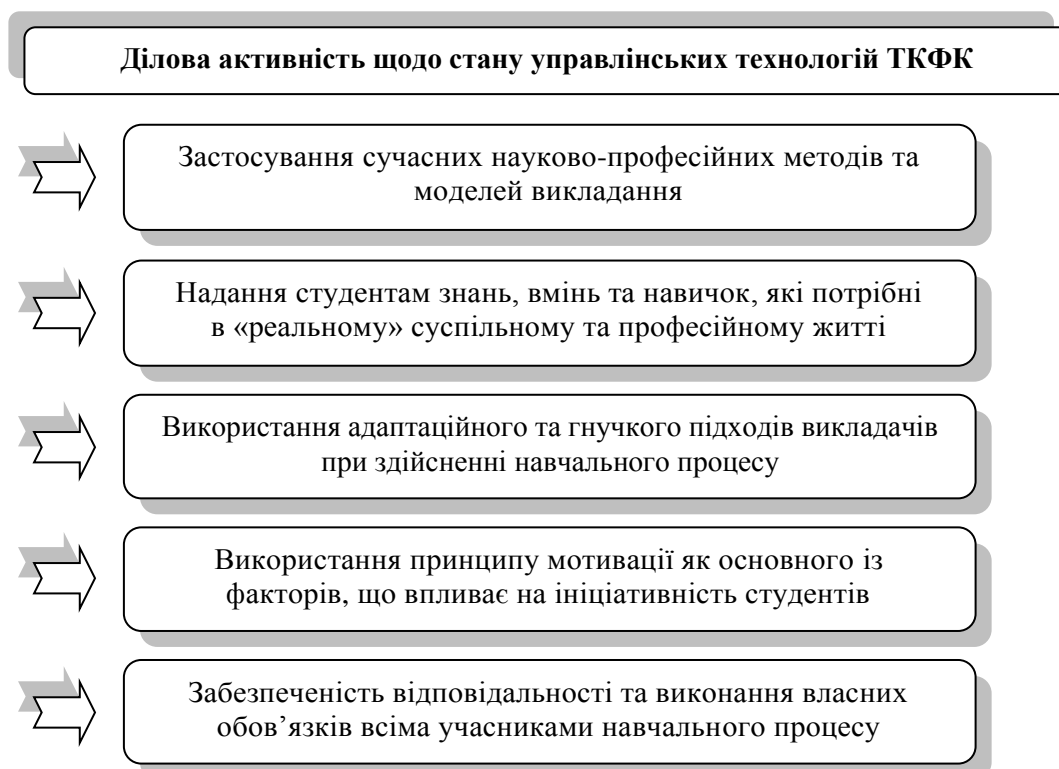 Ділова активність щодо стану управлінських технологій ТКФК
Застосування сучасних науково-професійних методів та
моделей викладання
Надання студентам знань, вмінь та навичок, які потрібні
в «реальному» суспільному та професійному житті
Використання адаптаційного та гнучкого підходів викладачів
при здійсненні навчального процесу
Використання принципу мотивації як основного із
факторів, що впливає на ініціативність студентів
Забезпеченість відповідальності та виконання власних
обов’язків всіма учасниками навчального процесу